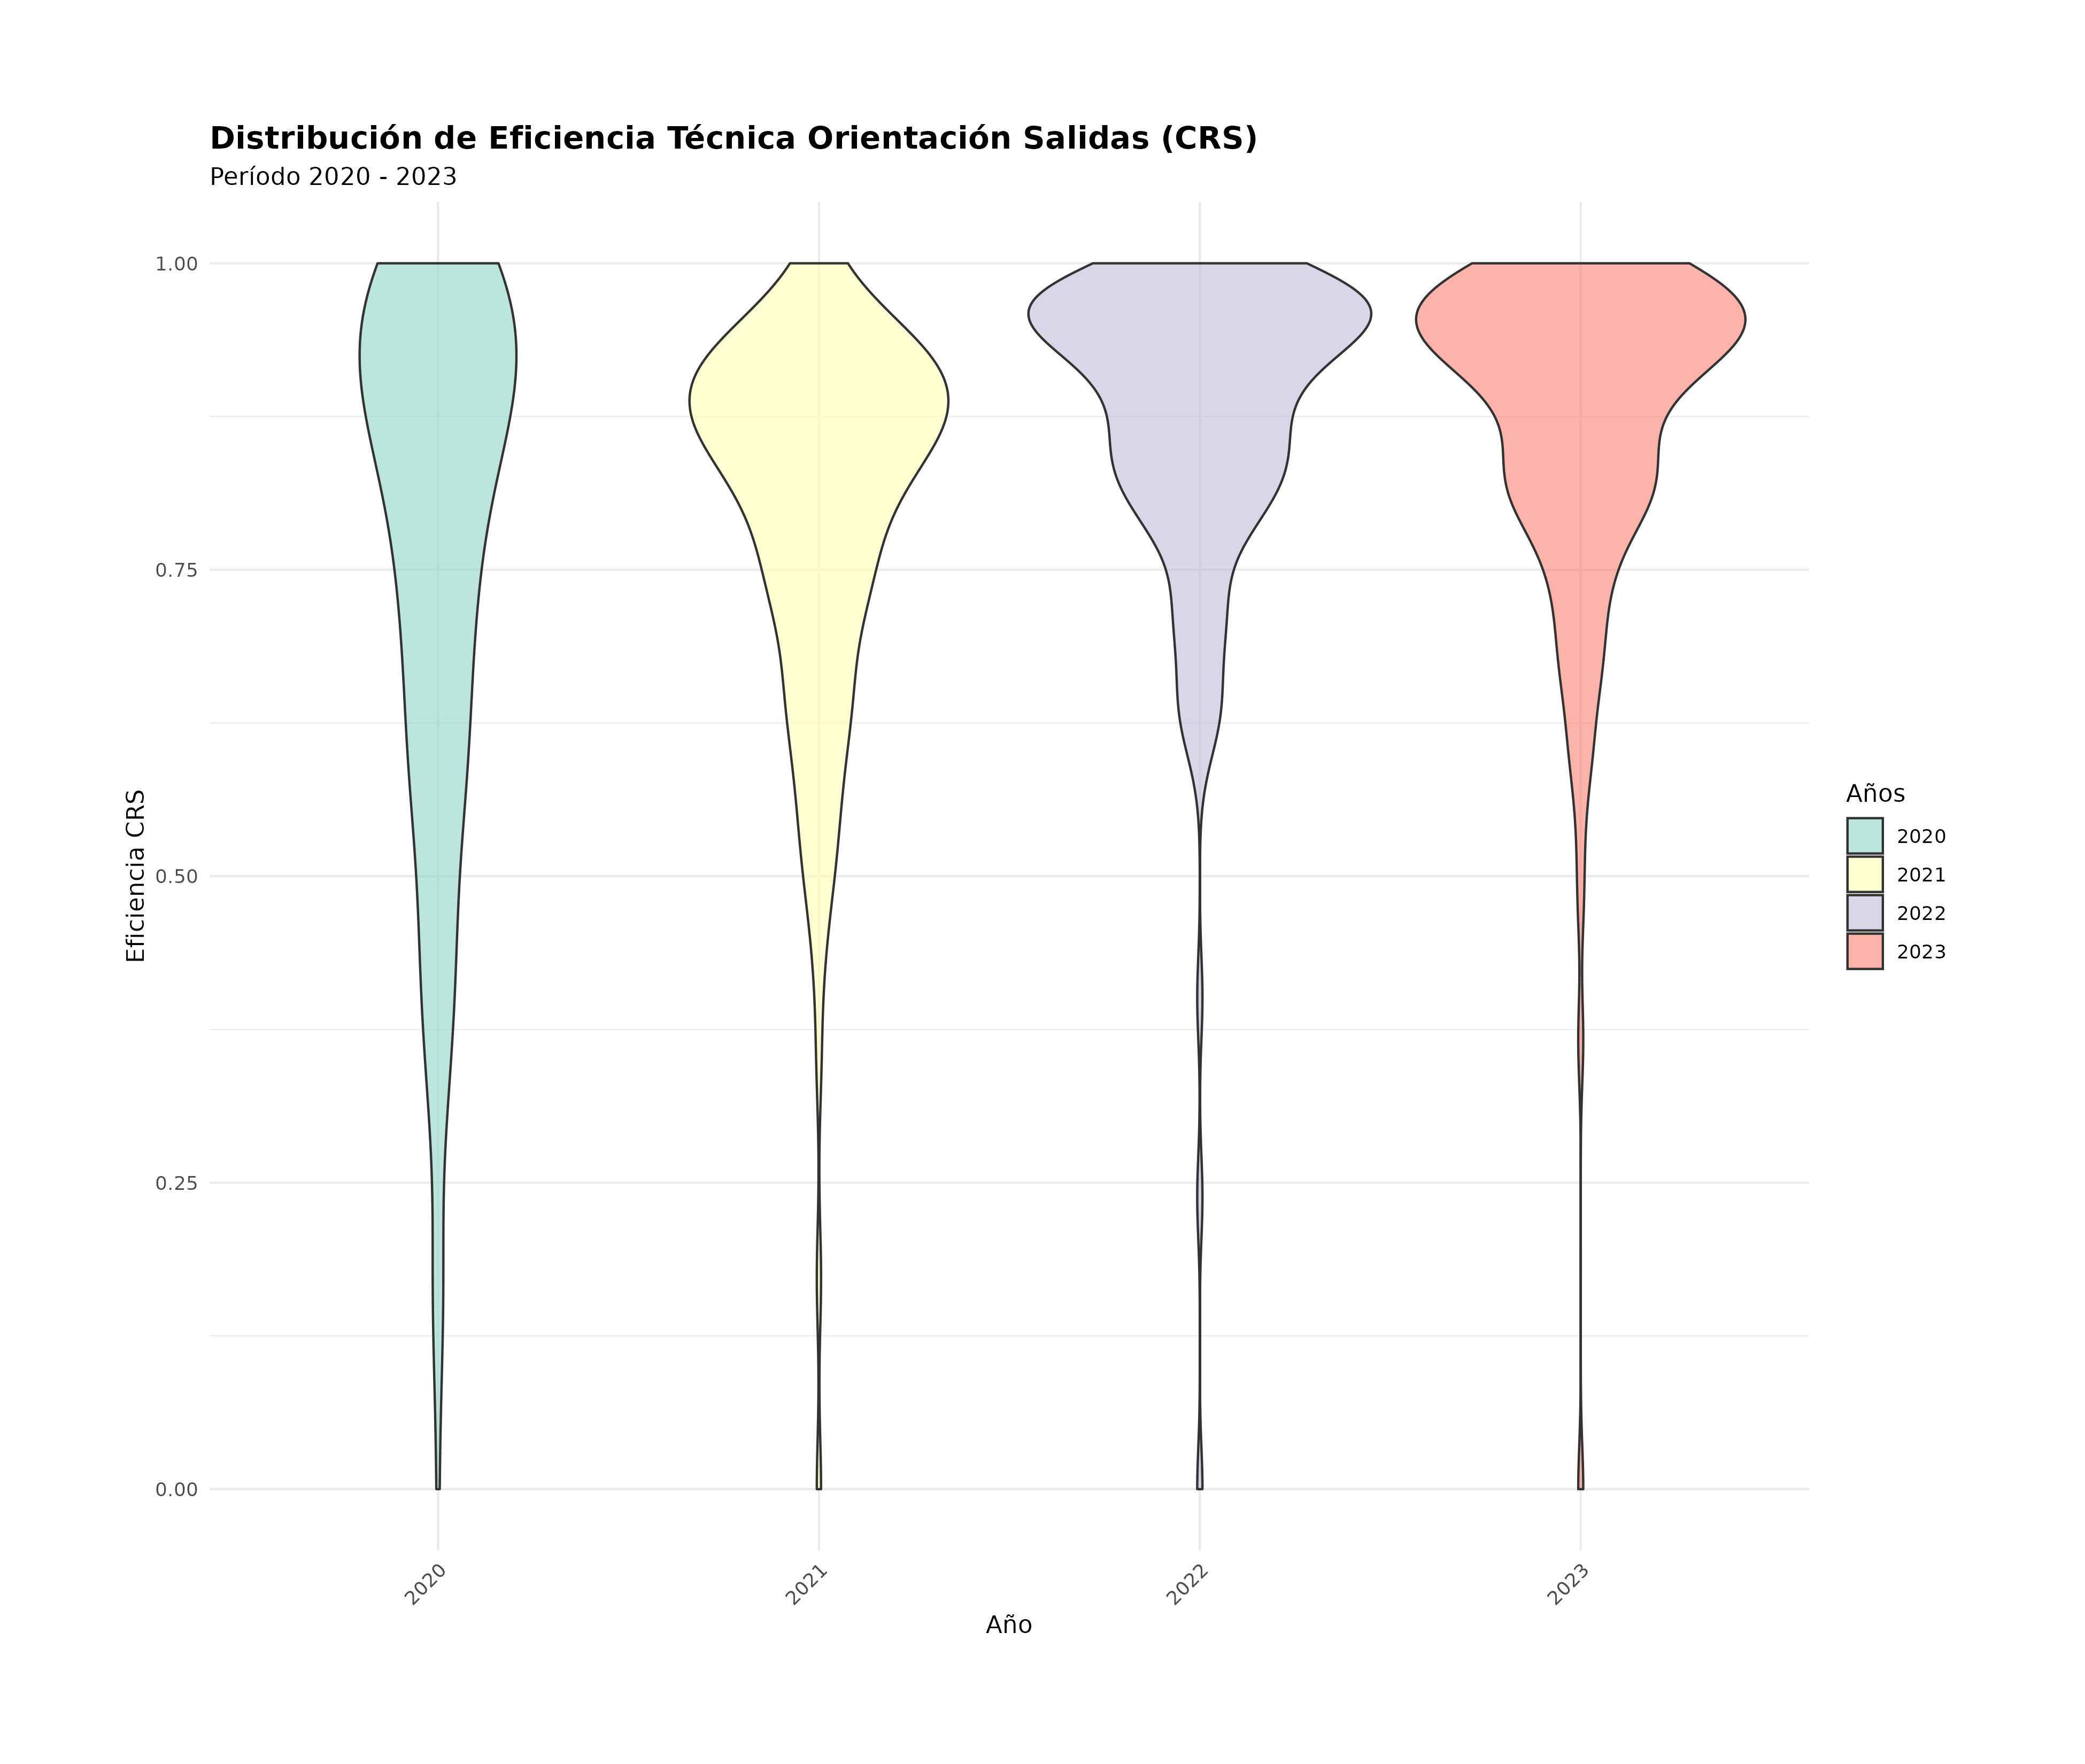 Distribución de Eficiencia Técnica Orientación Salidas (CRS)
Período 2020 - 2023
Eficiencia CRS
1.00
0.75
0.50
0.25
0.00
2020
2021
2022
2023
Año
Años
2020
2021
2022
2023